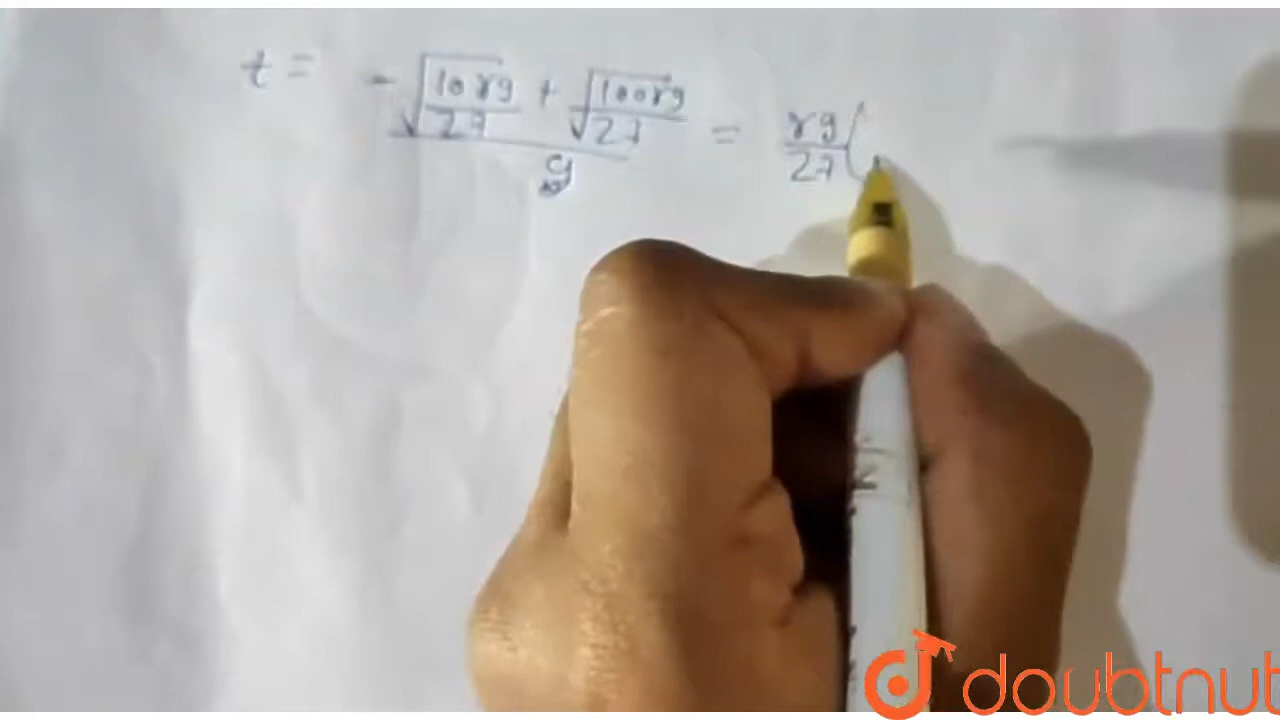 t = -√(10rg/27) + √(100rg/27) / g = rg/27 (
doubtnut